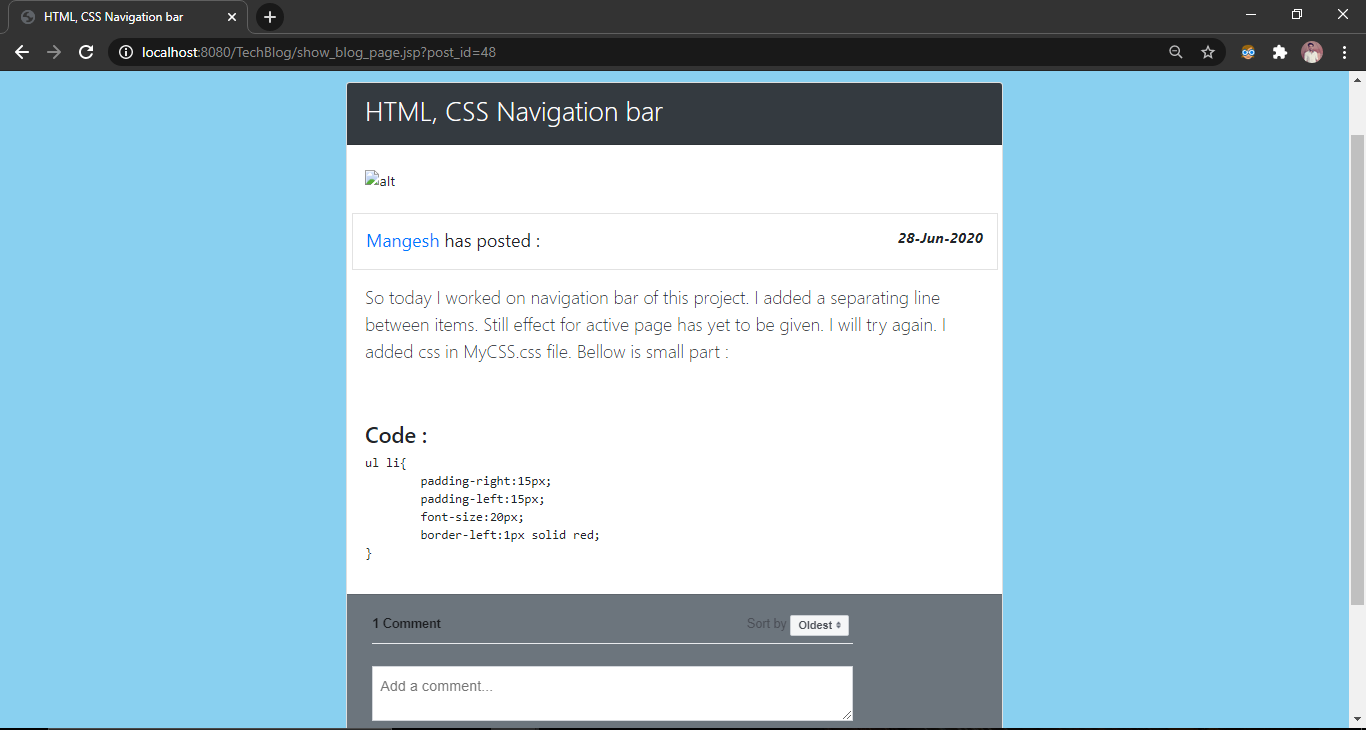 HTML, CSS Navigation bar
localhost:8080/TechBlog/show_blog_page.jsp?post_id=48
HTML, CSS Navigation bar
alt
Mangesh has posted :
28-Jun-2020
So today I worked on navigation bar of this project. I added a separating line
between items. Still effect for active page has yet to be given. I will try again. I
added css in MyCSS.css file. Bellow is small part :
Code :
ul li{
padding-right:15px;
padding-left:15px;
font-size:20px;
border-left:1px solid red;
}
1 Comment
Sort by Oldest
Add a comment...